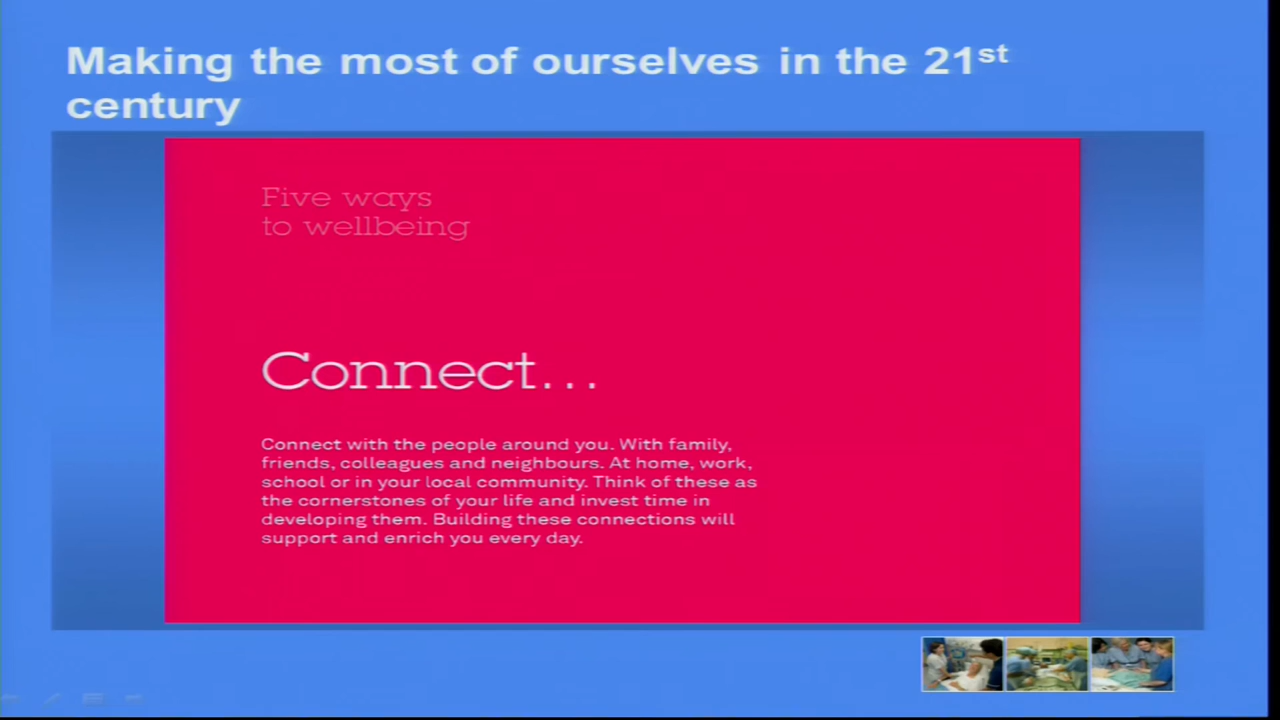 Making the most of ourselves in the 21st
century
Five ways
to wellbeing
Connect...
Connect with the people around you. With family,
friends, colleagues and neighbours. At home, work,
school or in your local community. Think of these as
the cornerstones of your life and invest time in
developing them. Building these connections will
support and enrich you every day.